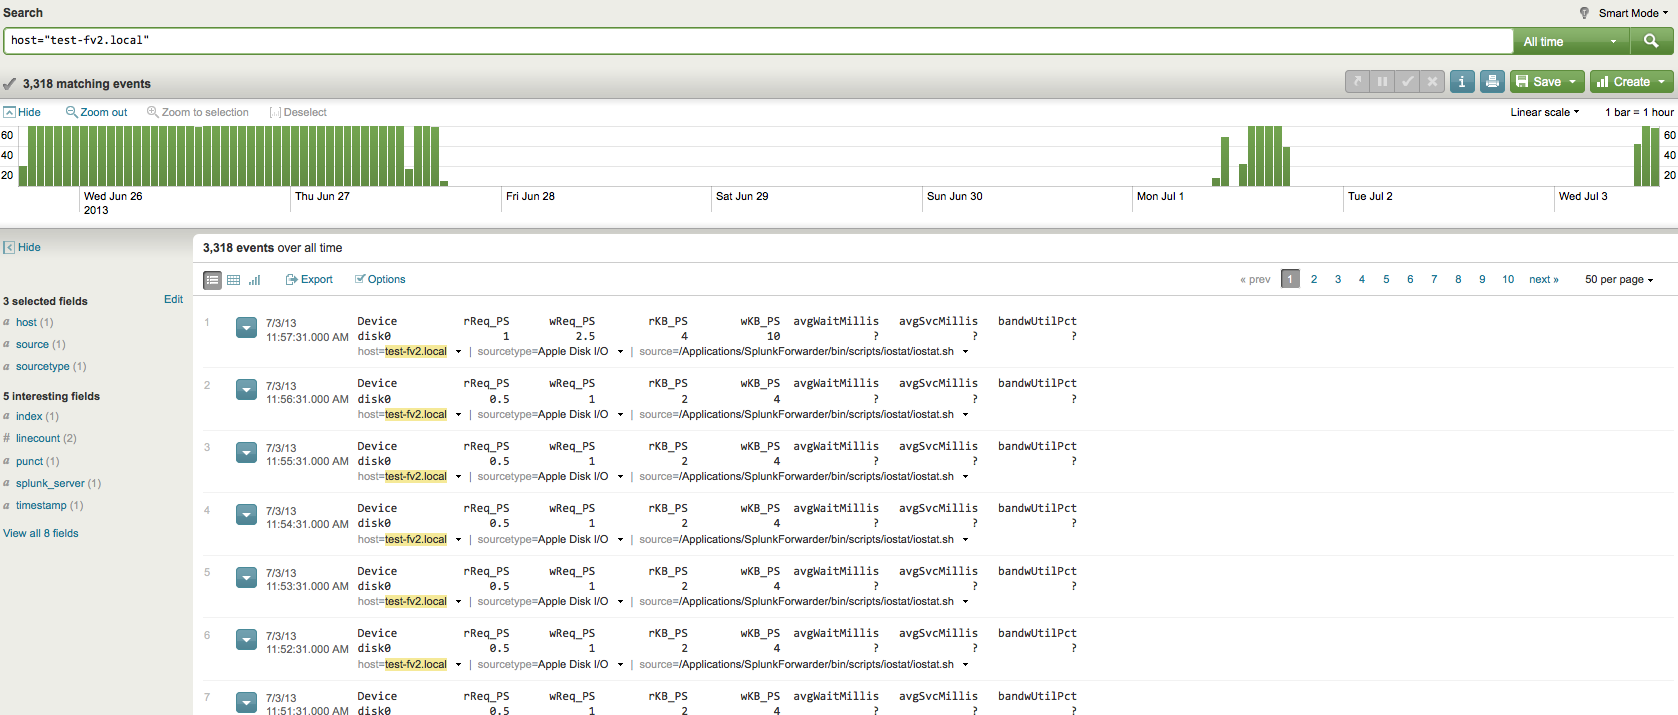 Search
Smart Mode
host="test-fv2.local"
All time
3,318 matching events
i
Save
Create
Hide
Zoom out
Zoom to selection
[...] Deselect
Linear scale
1 bar = 1 hour
60 60
40 40
20 20
Wed Jun 26 Thu Jun 27 Fri Jun 28 Sat Jun 29 Sun Jun 30 Mon Jul 1 Tue Jul 2 Wed Jul 3
2013
Hide
3 selected fields Edit
a host (1)
a source (1)
a sourcetype (1)
5 interesting fields
a index (1)
# linecount (2)
a punct (1)
a splunk_server (1)
a timestamp (1)
View all 8 fields
3,318 events over all time
Export
Options
« prev 1 2 3 4 5 6 7 8 9 10 next » 50 per page
1 7/3/13 Device rReq_PS wReq_PS rKB_PS wKB_PS avgWaitMillis avgSvcMillis bandwUtilPct
11:57:31.000 AM disk0 1 2.5 4 10 ? ? ?
host=test-fv2.local | sourcetype=Apple Disk I/O | source=/Applications/SplunkForwarder/bin/scripts/iostat/iostat.sh
2 7/3/13 Device rReq_PS wReq_PS rKB_PS wKB_PS avgWaitMillis avgSvcMillis bandwUtilPct
11:56:31.000 AM disk0 0.5 1 2 4 ? ? ?
host=test-fv2.local | sourcetype=Apple Disk I/O | source=/Applications/SplunkForwarder/bin/scripts/iostat/iostat.sh
3 7/3/13 Device rReq_PS wReq_PS rKB_PS wKB_PS avgWaitMillis avgSvcMillis bandwUtilPct
11:55:31.000 AM disk0 0.5 1 2 4 ? ? ?
host=test-fv2.local | sourcetype=Apple Disk I/O | source=/Applications/SplunkForwarder/bin/scripts/iostat/iostat.sh
4 7/3/13 Device rReq_PS wReq_PS rKB_PS wKB_PS avgWaitMillis avgSvcMillis bandwUtilPct
11:54:31.000 AM disk0 0.5 1 2 4 ? ? ?
host=test-fv2.local | sourcetype=Apple Disk I/O | source=/Applications/SplunkForwarder/bin/scripts/iostat/iostat.sh
5 7/3/13 Device rReq_PS wReq_PS rKB_PS wKB_PS avgWaitMillis avgSvcMillis bandwUtilPct
11:53:31.000 AM disk0 0.5 1 2 4 ? ? ?
host=test-fv2.local | sourcetype=Apple Disk I/O | source=/Applications/SplunkForwarder/bin/scripts/iostat/iostat.sh
6 7/3/13 Device rReq_PS wReq_PS rKB_PS wKB_PS avgWaitMillis avgSvcMillis bandwUtilPct
11:52:31.000 AM disk0 0.5 1 2 4 ? ? ?
host=test-fv2.local | sourcetype=Apple Disk I/O | source=/Applications/SplunkForwarder/bin/scripts/iostat/iostat.sh
7 7/3/13 Device rReq_PS wReq_PS rKB_PS wKB_PS avgWaitMillis avgSvcMillis bandwUtilPct
11:51:31.000 AM disk0 0.5 1 2 4 ? ? ?